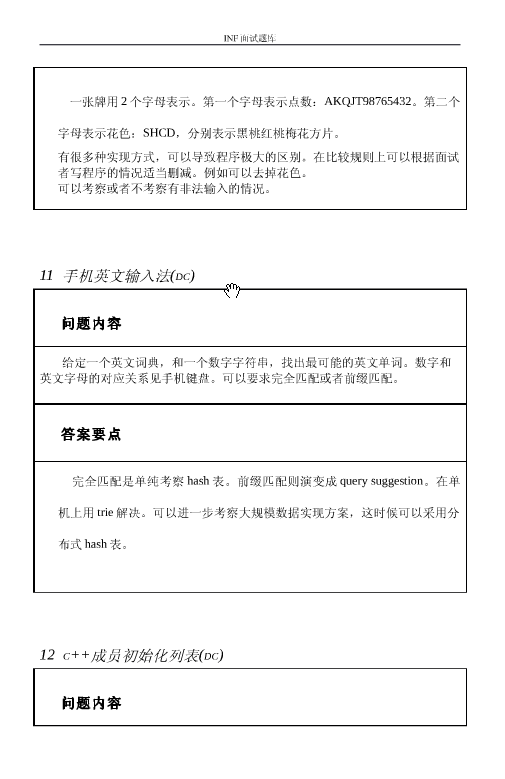 INF 面试题库
一张牌用 2 个字母表示。第一个字母表示点数：AKQJT98765432。第二个
字母表示花色：SHCD，分别表示黑桃红桃梅花方片。
有很多种实现方式，可以导致程序极大的区别。在比较规则上可以根据面试
者写程序的情况适当删减。例如可以去掉花色。
可以考察或者不考察有非法输入的情况。
11 手机英文输入法(DC)
问题内容
给定一个英文词典，和一个数字字符串，找出最可能的英文单词。数字和
英文字母的对应关系见手机键盘。可以要求完全匹配或者前缀匹配。
答案要点
完全匹配是单纯考察 hash 表。前缀匹配则演变成 query suggestion。在单
机上用 trie 解决。可以进一步考察大规模数据实现方案，这时候可以采用分
布式 hash 表。
12 C++成员初始化列表(DC)
问题内容